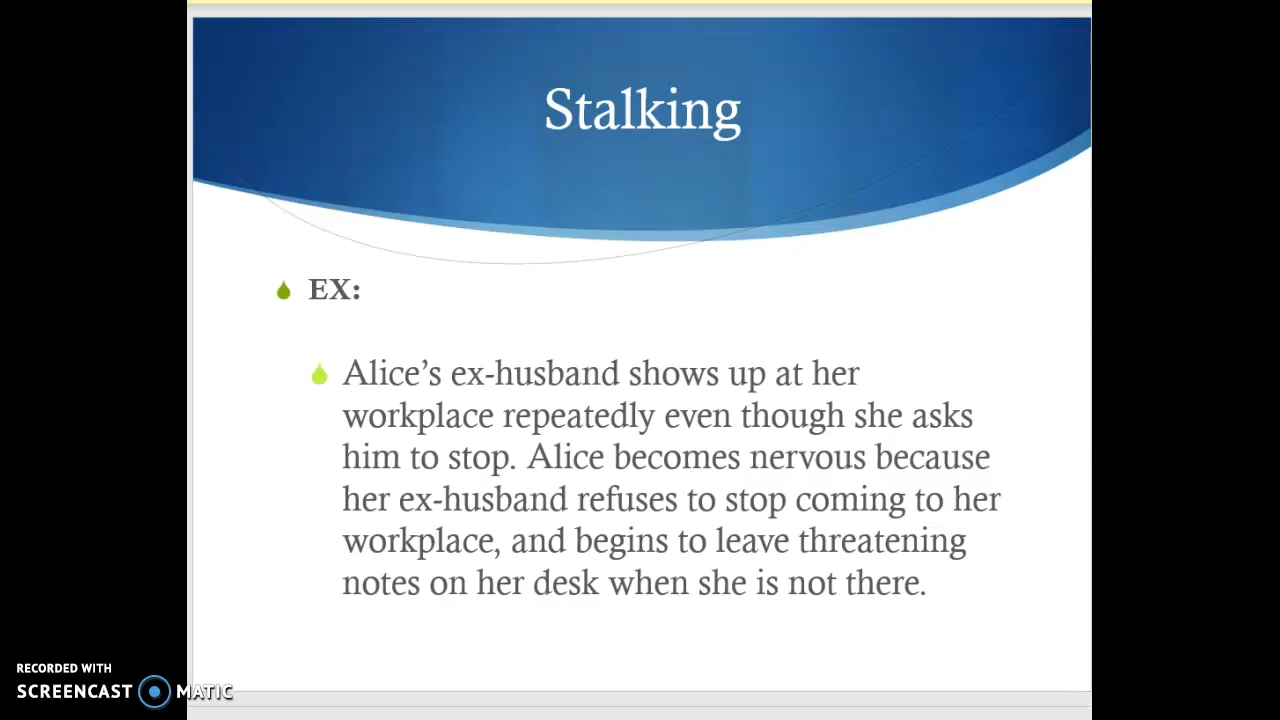 Stalking
EX:
Alice’s ex-husband shows up at her
workplace repeatedly even though she asks
him to stop. Alice becomes nervous because
her ex-husband refuses to stop coming to her
workplace, and begins to leave threatening
notes on her desk when she is not there.
RECORDED WITH
SCREENCAST MATIC